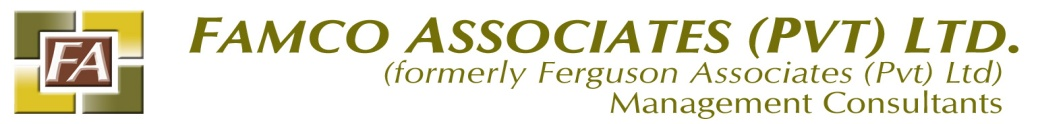 FA
FAMCO ASSOCIATES (PVT) LTD.
(formerly Ferguson Associates (Pvt) Ltd)
Management Consultants